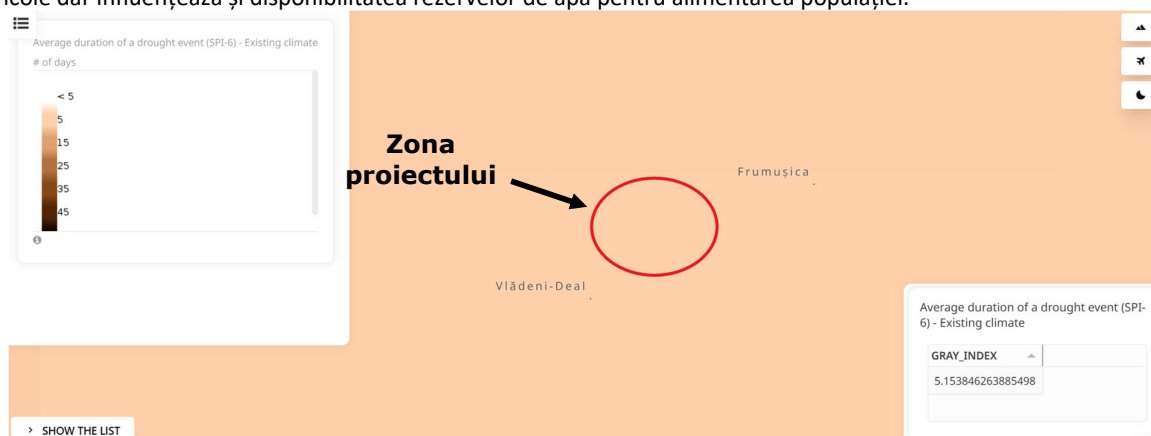 icole dar influențează și disponibilitatea rezervelor de apă pentru alimentarea populației.
Average duration of a drought event (SPI-6) - Existing climate
# of days
< 5
5
15
25
35
45
Zona
proiectului
Frumușica
Vlădeni-Deal
Average duration of a drought event (SPI-
6) - Existing climate
GRAY_INDEX
5.153846263885498
> SHOW THE LIST